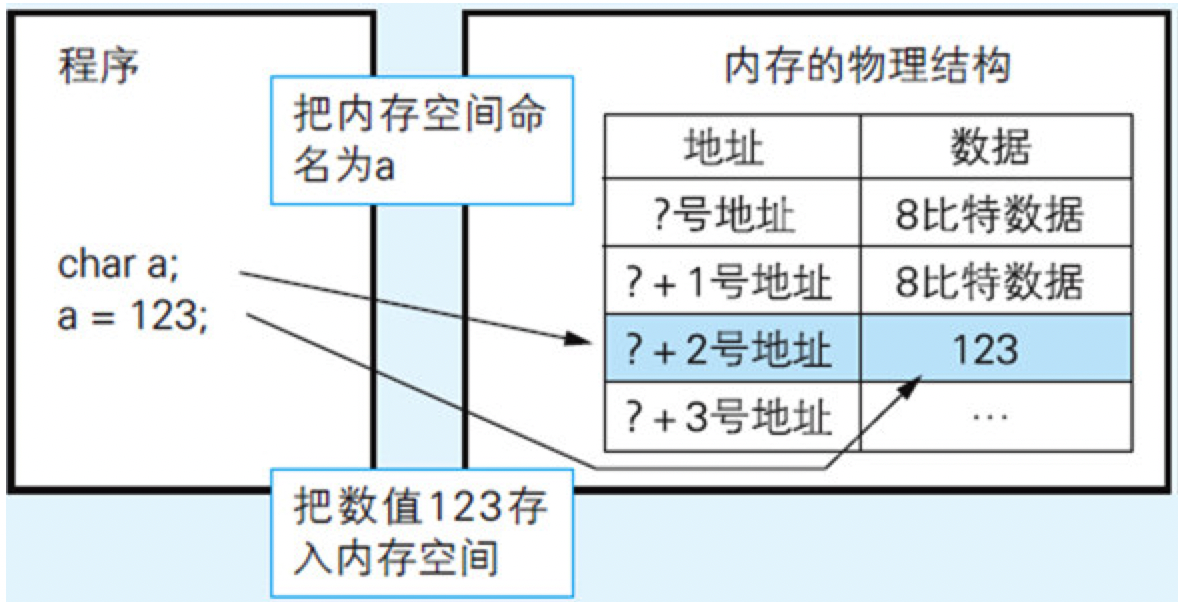 程序
把内存空间命
名为a
char a;
a = 123;
把数值123存
入内存空间
内存的物理结构
地址 数据
?号地址 8比特数据
?+1号地址 8比特数据
?+2号地址 123
?+3号地址 …